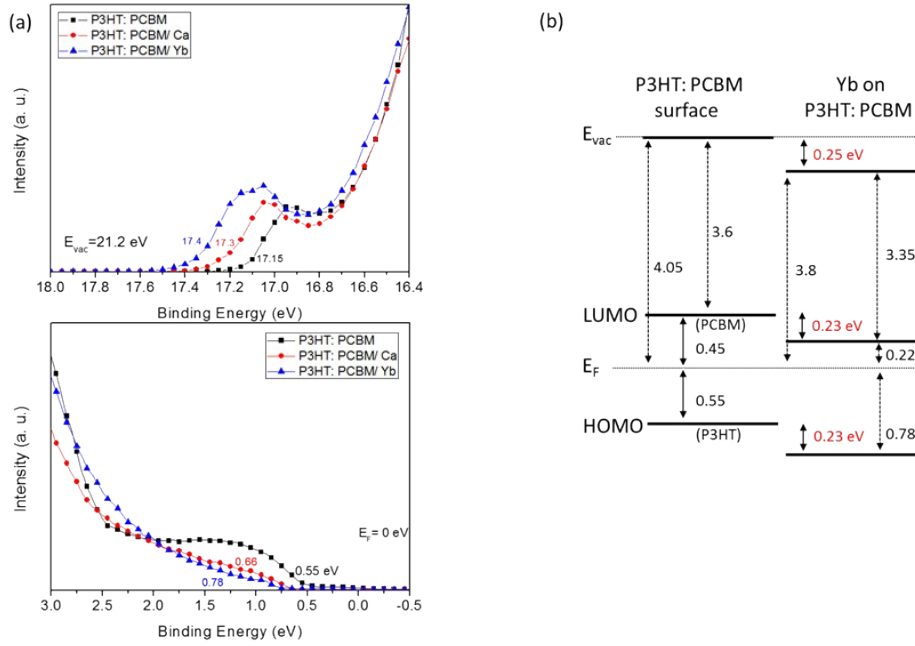 (a)
P3HT: PCBM
P3HT: PCBM/ Ca
P3HT: PCBM/ Yb
Intensity (a. u.)
E_vac=21.2 eV
17.4
17.3
17.15
18.0 17.8 17.6 17.4 17.2 17.0 16.8 16.6 16.4
Binding Energy (eV)
P3HT: PCBM
P3HT: PCBM/ Ca
P3HT: PCBM/ Yb
Intensity (a. u.)
E_F= 0 eV
0.66
0.55 eV
0.78
3.0 2.5 2.0 1.5 1.0 0.5 0.0 -0.5
Binding Energy (eV)
(b)
P3HT: PCBM
surface
Yb on
P3HT: PCBM
E_vac
0.25 eV
3.6
4.05
3.8
3.35
LUMO
(PCBM)
0.23 eV
0.45
0.22
E_F
0.55
HOMO
(P3HT)
0.23 eV
0.78